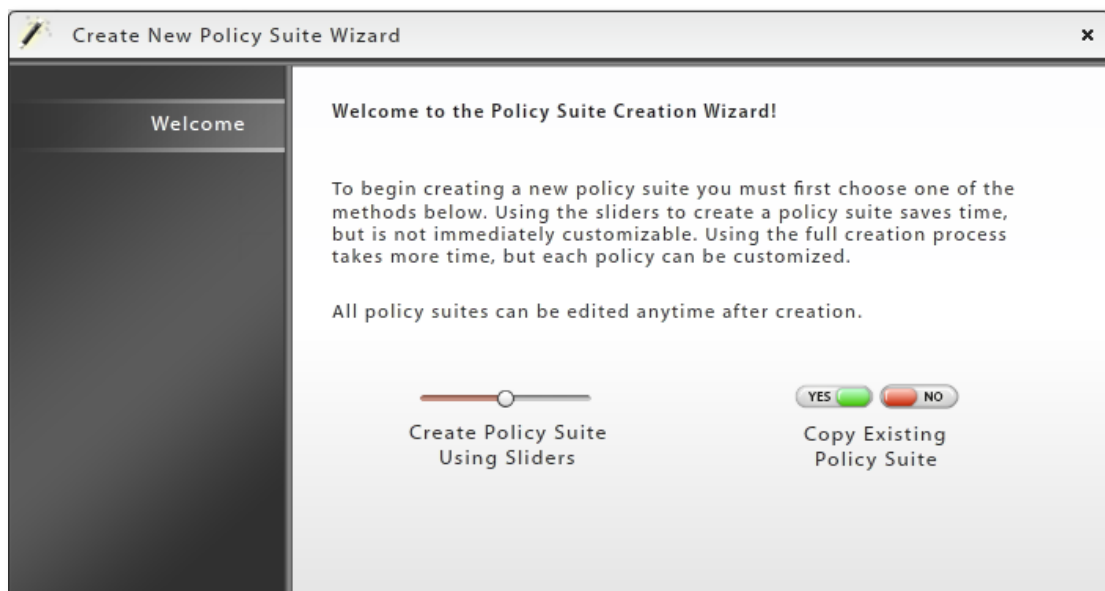 Create New Policy Suite Wizard
Welcome
Welcome to the Policy Suite Creation Wizard!
To begin creating a new policy suite you must first choose one of the
methods below. Using the sliders to create a policy suite saves time,
but is not immediately customizable. Using the full creation process
takes more time, but each policy can be customized.
All policy suites can be edited anytime after creation.
Create Policy Suite
Using Sliders
YES NO
Copy Existing
Policy Suite